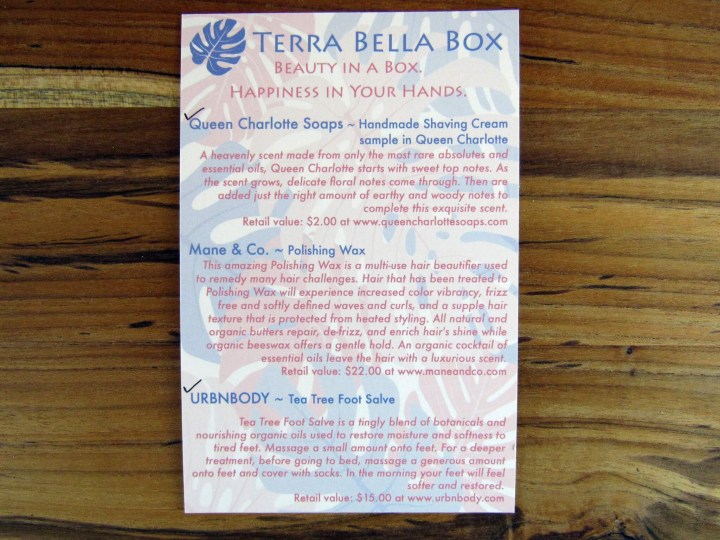 TERRA BELLA BOX
BEAUTY IN A BOX.
HAPPINESS IN YOUR HANDS.
Queen Charlotte Soaps ~ Handmade Shaving Cream
sample in Queen Charlotte
A heavenly scent made from only the most rare absolutes and
essential oils, Queen Charlotte starts with sweet top notes. As
the scent grows, delicate floral notes come through. Then are
added just the right amount of earthy and woody notes to
complete this exquisite scent.
Retail value: $2.00 at www.queencharlottesoaps.com
Mane & Co. ~ Polishing Wax
This amazing Polishing Wax is a multi-use hair beautifier used
to remedy many hair challenges. Hair that has been treated to
Polishing Wax will experience increased color vibrancy, frizz
free and softly defined waves and curls, and a supple hair
texture that is protected from heated styling. All natural and
organic butters repair, de-frizz, and enrich hair's shine while
organic beeswax offers a gentle hold. An organic cocktail of
essential oils leave the hair with a luxurious scent.
Retail value: $22.00 at www.maneandco.com
URBNBODY ~ Tea Tree Foot Salve
Tea Tree Foot Salve is a tingly blend of botanicals and
nourishing organic oils used to restore moisture and softness to
tired feet. Massage a small amount onto feet. For a deeper
treatment, before going to bed, massage a generous amount
onto feet and cover with socks. In the morning your feet will feel
softer and restored.
Retail value: $15.00 at www.urbnbody.com